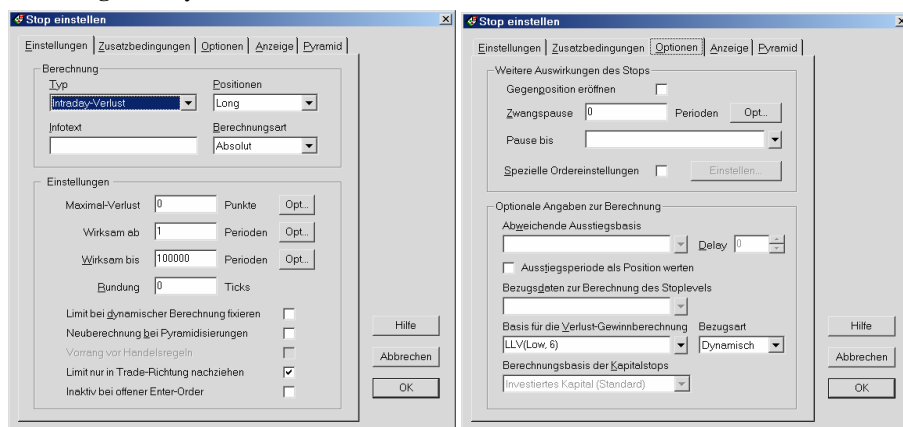 Stop einstellen
Einstellungen Zusatzbedingungen Optionen Anzeige Pyramid
Berechnung
Typ Positionen
Intraday-Verlust Long
Infotext Berechnungsart
Absolut
Einstellungen
Maximal-Verlust 0 Punkte Opt...
Wirksam ab 1 Perioden Opt...
Wirksam bis 100000 Perioden Opt...
Rundung 0 Ticks
Limit bei dynamischer Berechnung fixieren
Neuberechnung bei Pyramidisierungen
Vorrang vor Handelsregeln
Limit nur in Trade-Richtung nachziehen
Inaktiv bei offener Enter-Order
Hilfe
Abbrechen
OK
Stop einstellen
Einstellungen Zusatzbedingungen Optionen Anzeige Pyramid
Weitere Auswirkungen des Stops
Gegenposition eröffnen
Zwangspause 0 Perioden Opt...
Pause bis
Spezielle Ordereinstellungen Einstellen...
Optionale Angaben zur Berechnung
Abweichende Ausstiegsbasis
Delay 0
Ausstiegsperiode als Position werten
Bezugsdaten zur Berechnung des Stoplevels
Basis für die Verlust-Gewinnberechnung Bezugsart
LLV(Low, 6) Dynamisch
Berechnungsbasis der Kapitalstops
Investiertes Kapital (Standard)
Hilfe
Abbrechen
OK